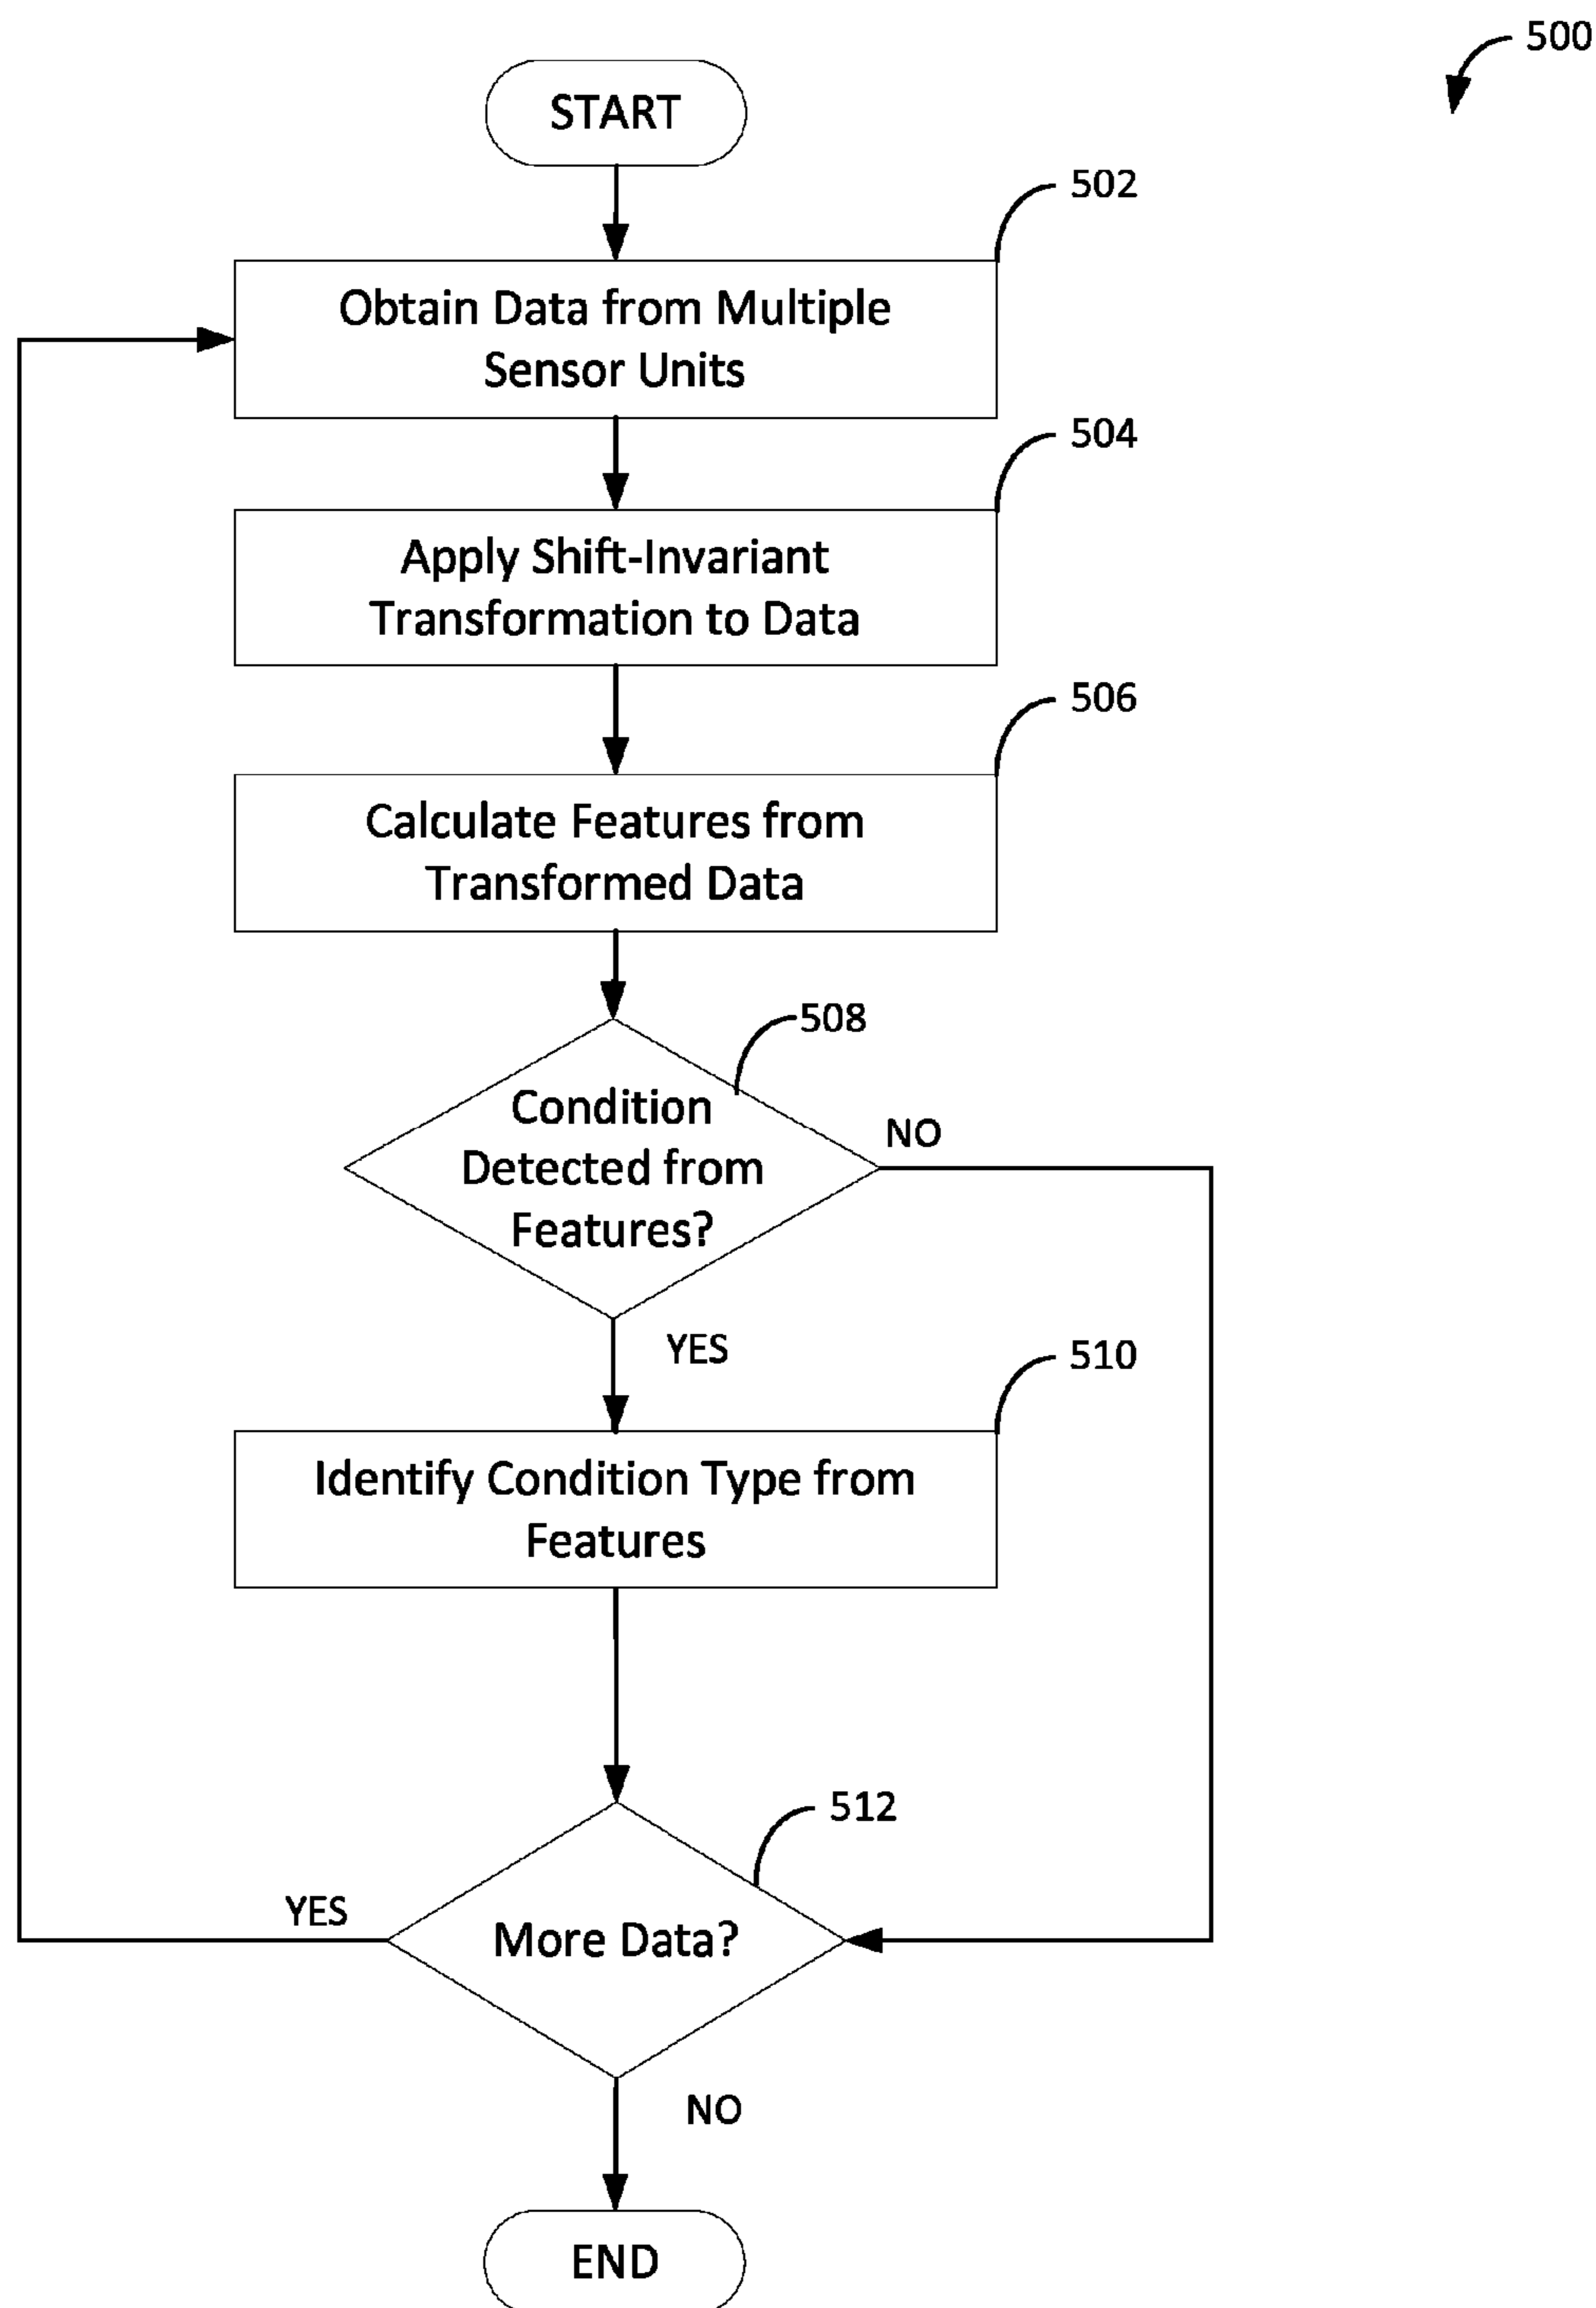 500
START
502
Obtain Data from Multiple
Sensor Units
504
Apply Shift-Invariant
Transformation to Data
506
Calculate Features from
Transformed Data
508
Condition
Detected from
Features?
NO
YES
510
Identify Condition Type from
Features
512
More Data?
YES
NO
END